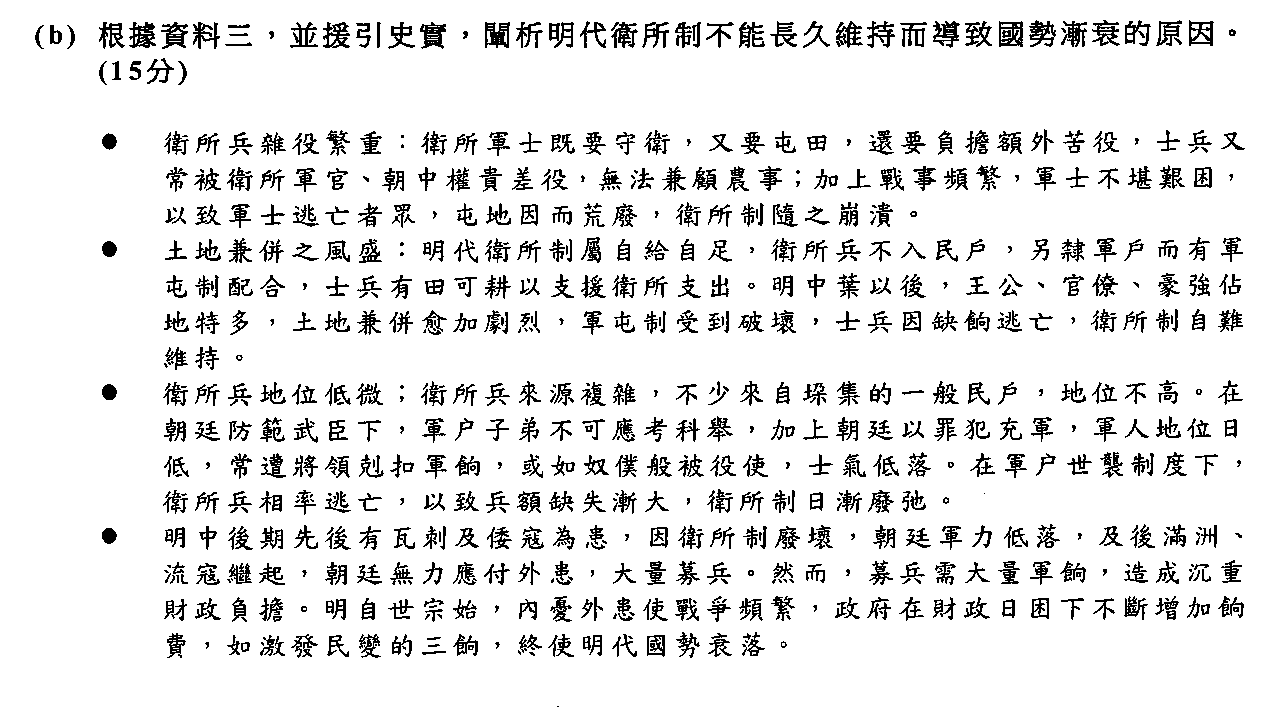 (b) 根據資料三，並援引史實，闡析明代衛所制不能長久維持而導致國勢漸衰的原因。
(15分)
● 衛所兵雜役繁重：衛所軍士既要守衛，又要屯田，還要負擔額外苦役，士兵又
常被衛所軍官、朝中權貴差役，無法兼顧農事；加上戰事頻繁，軍士不堪艱困，
以致軍士逃亡者眾，屯地因而荒廢，衛所制隨之崩潰。
● 土地兼併之風盛：明代衛所制屬自給自足，衛所兵不入民戶，另隸軍戶而有軍
屯制配合，士兵有田可耕以支援衛所支出。明中葉以後，王公、官僚、豪強佔
地特多，土地兼併愈加劇烈，軍屯制受到破壞，士兵因缺餉逃亡，衛所制自難
維持。
● 衛所兵地位低微；衛所兵來源複雜，不少來自垛集的一般民戶，地位不高。在
朝廷防範武臣下，軍户子弟不可應考科舉，加上朝廷以罪犯充軍，軍人地位日
低，常遭將領剋扣軍餉，或如奴僕般被役使，士氣低落。在軍户世襲制度下，
衛所兵相率逃亡，以致兵額缺失漸大，衛所制日漸廢弛。
● 明中後期先後有瓦剌及倭寇為患，因衛所制廢壞，朝廷軍力低落，及後滿洲、
流寇繼起，朝廷無力應付外患，大量募兵。然而，募兵需大量軍餉，造成沉重
財政負擔。明自世宗始，內憂外患使戰爭頻繁，政府在財政日困下不斷增加餉
費，如激發民變的三餉，終使明代國勢衰落。